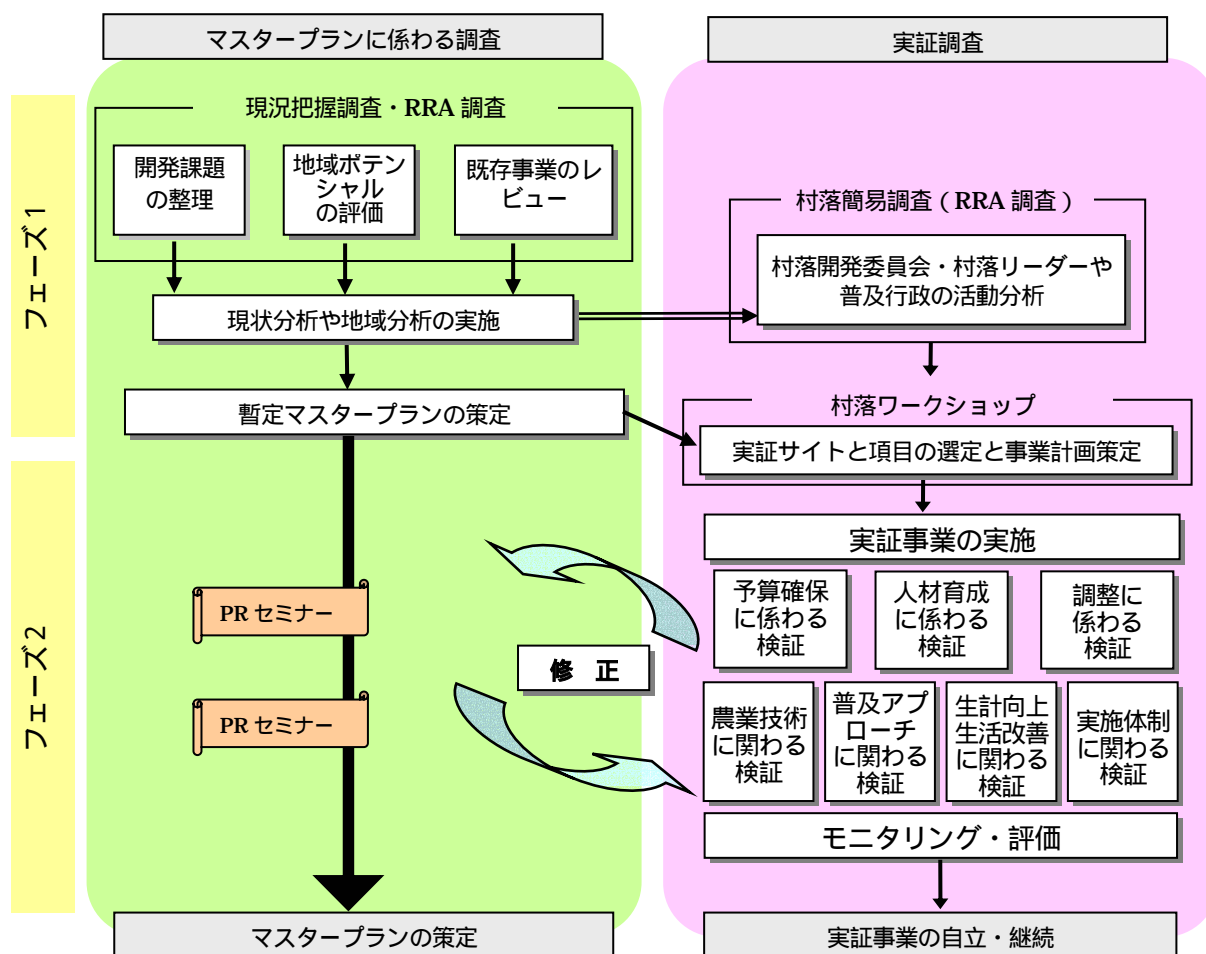 マスタープランに係わる調査
実証調査
フェーズ1
現況把握調査・RRA 調査
開発課題
の整理
地域ポテン
シャル
の評価
既存事業のレ
ビュー
現状分析や地域分析の実施
暫定マスタープランの策定
村落簡易調査 ( RRA 調査 )
村落開発委員会・村落リーダーや
普及行政の活動分析
村落ワークショップ
実証サイトと項目の選定と事業計画策定
フェーズ2
PR セミナー
PR セミナー
修 正
実証事業の実施
予算確保
に係わる
検証
人材育成
に係わる
検証
調整に
係わる
検証
農業技術
に関わる
検証
普及アプ
ローチ
に関わる
検証
生計向上
生活改善
に関わる
検証
実施体制
に関わる
検証
モニタリング・評価
マスタープランの策定
実証事業の自立・継続